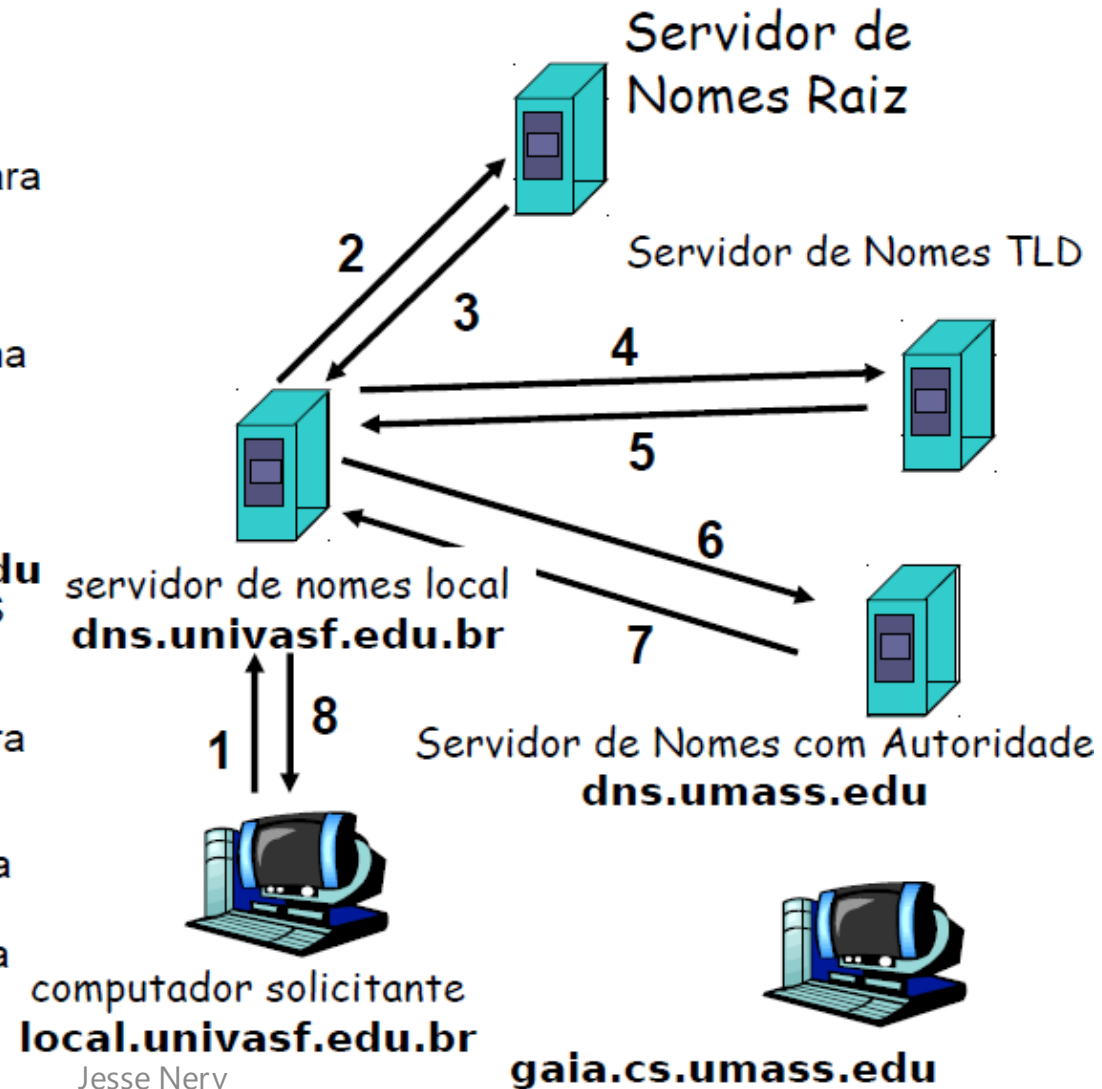 Servidor de
Nomes Raiz
2
3
Servidor de Nomes TLD
4
5
6
7
servidor de nomes local
dns.univasf.edu.br
1
8
Servidor de Nomes com Autoridade
dns.umass.edu
computador solicitante
local.univasf.edu.br
gaia.cs.umass.edu
Jesse Nery